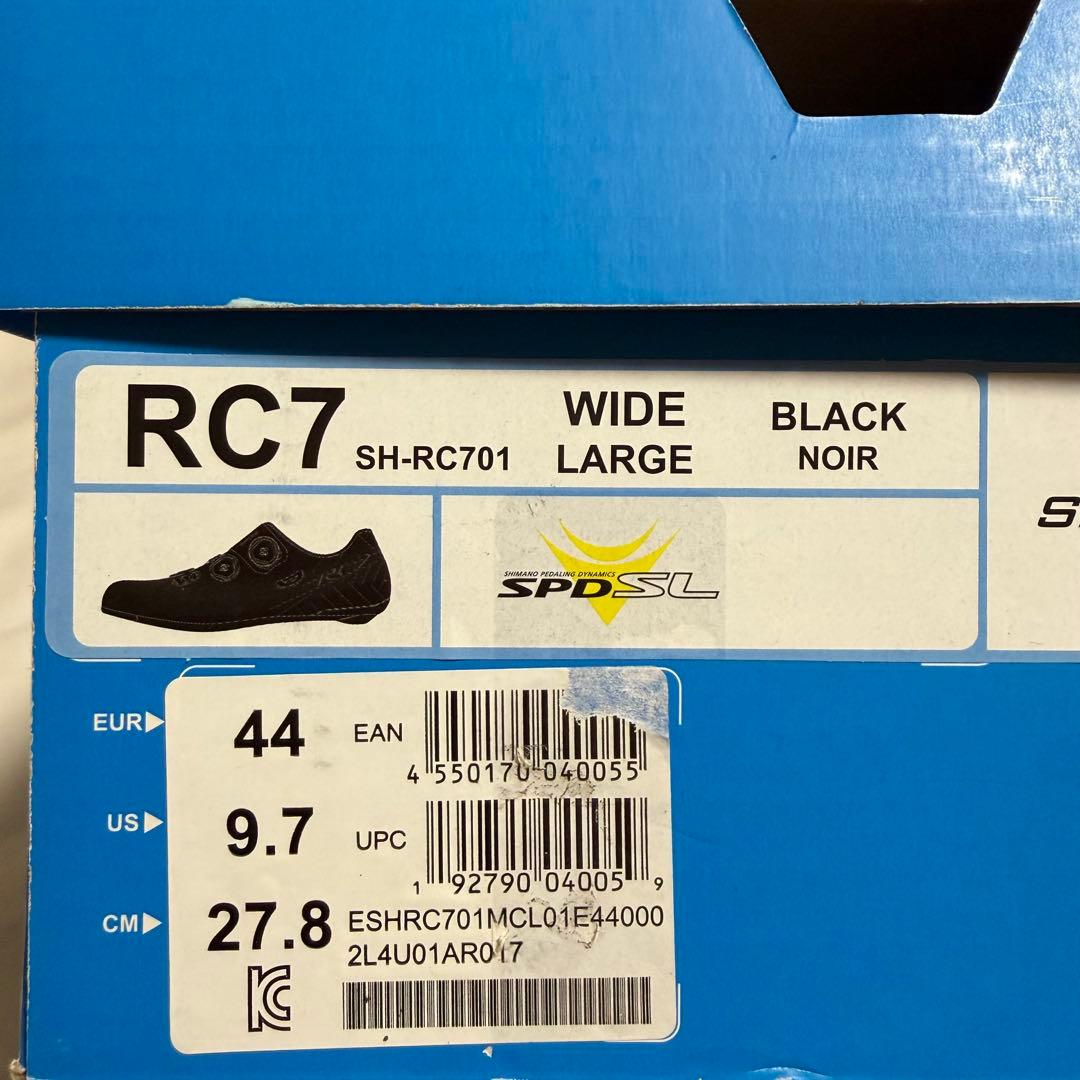 RC7 SH-RC701
WIDE
LARGE
BLACK
NOIR
SHIMANO PEDALING DYNAMICS
SPD SL
EUR 44
EAN
4 550170 040055
US 9.7
UPC
1 92790 04005 9
CM 27.8
ESHRC701MCL01E44000
2L4U01AR017